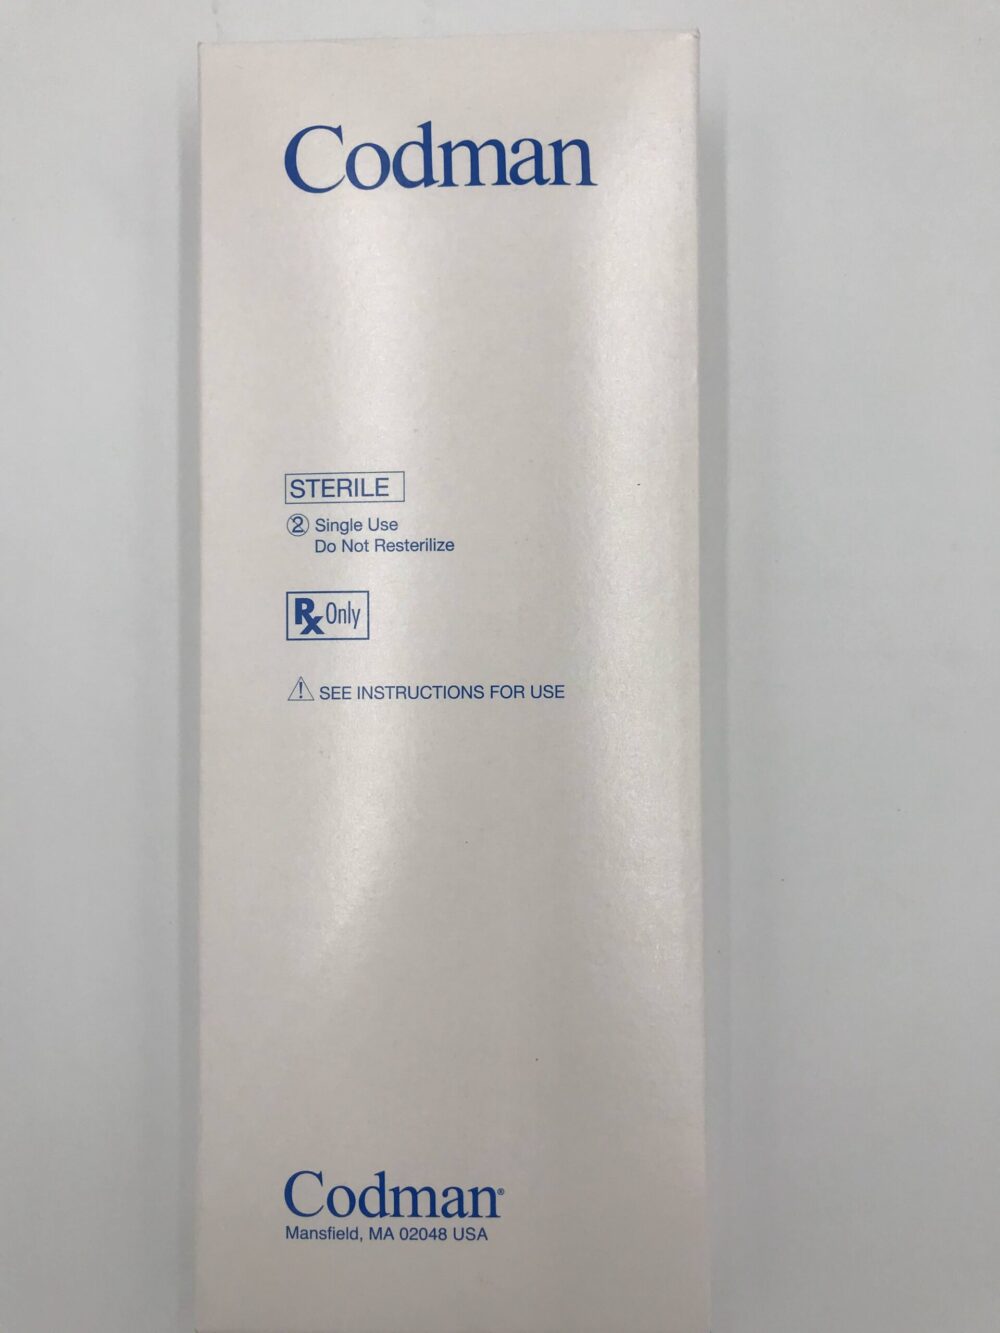 Codman
STERILE
2 Single Use
Do Not Resterilize
Rx Only
⚠ SEE INSTRUCTIONS FOR USE
Codman®
Mansfield, MA 02048 USA